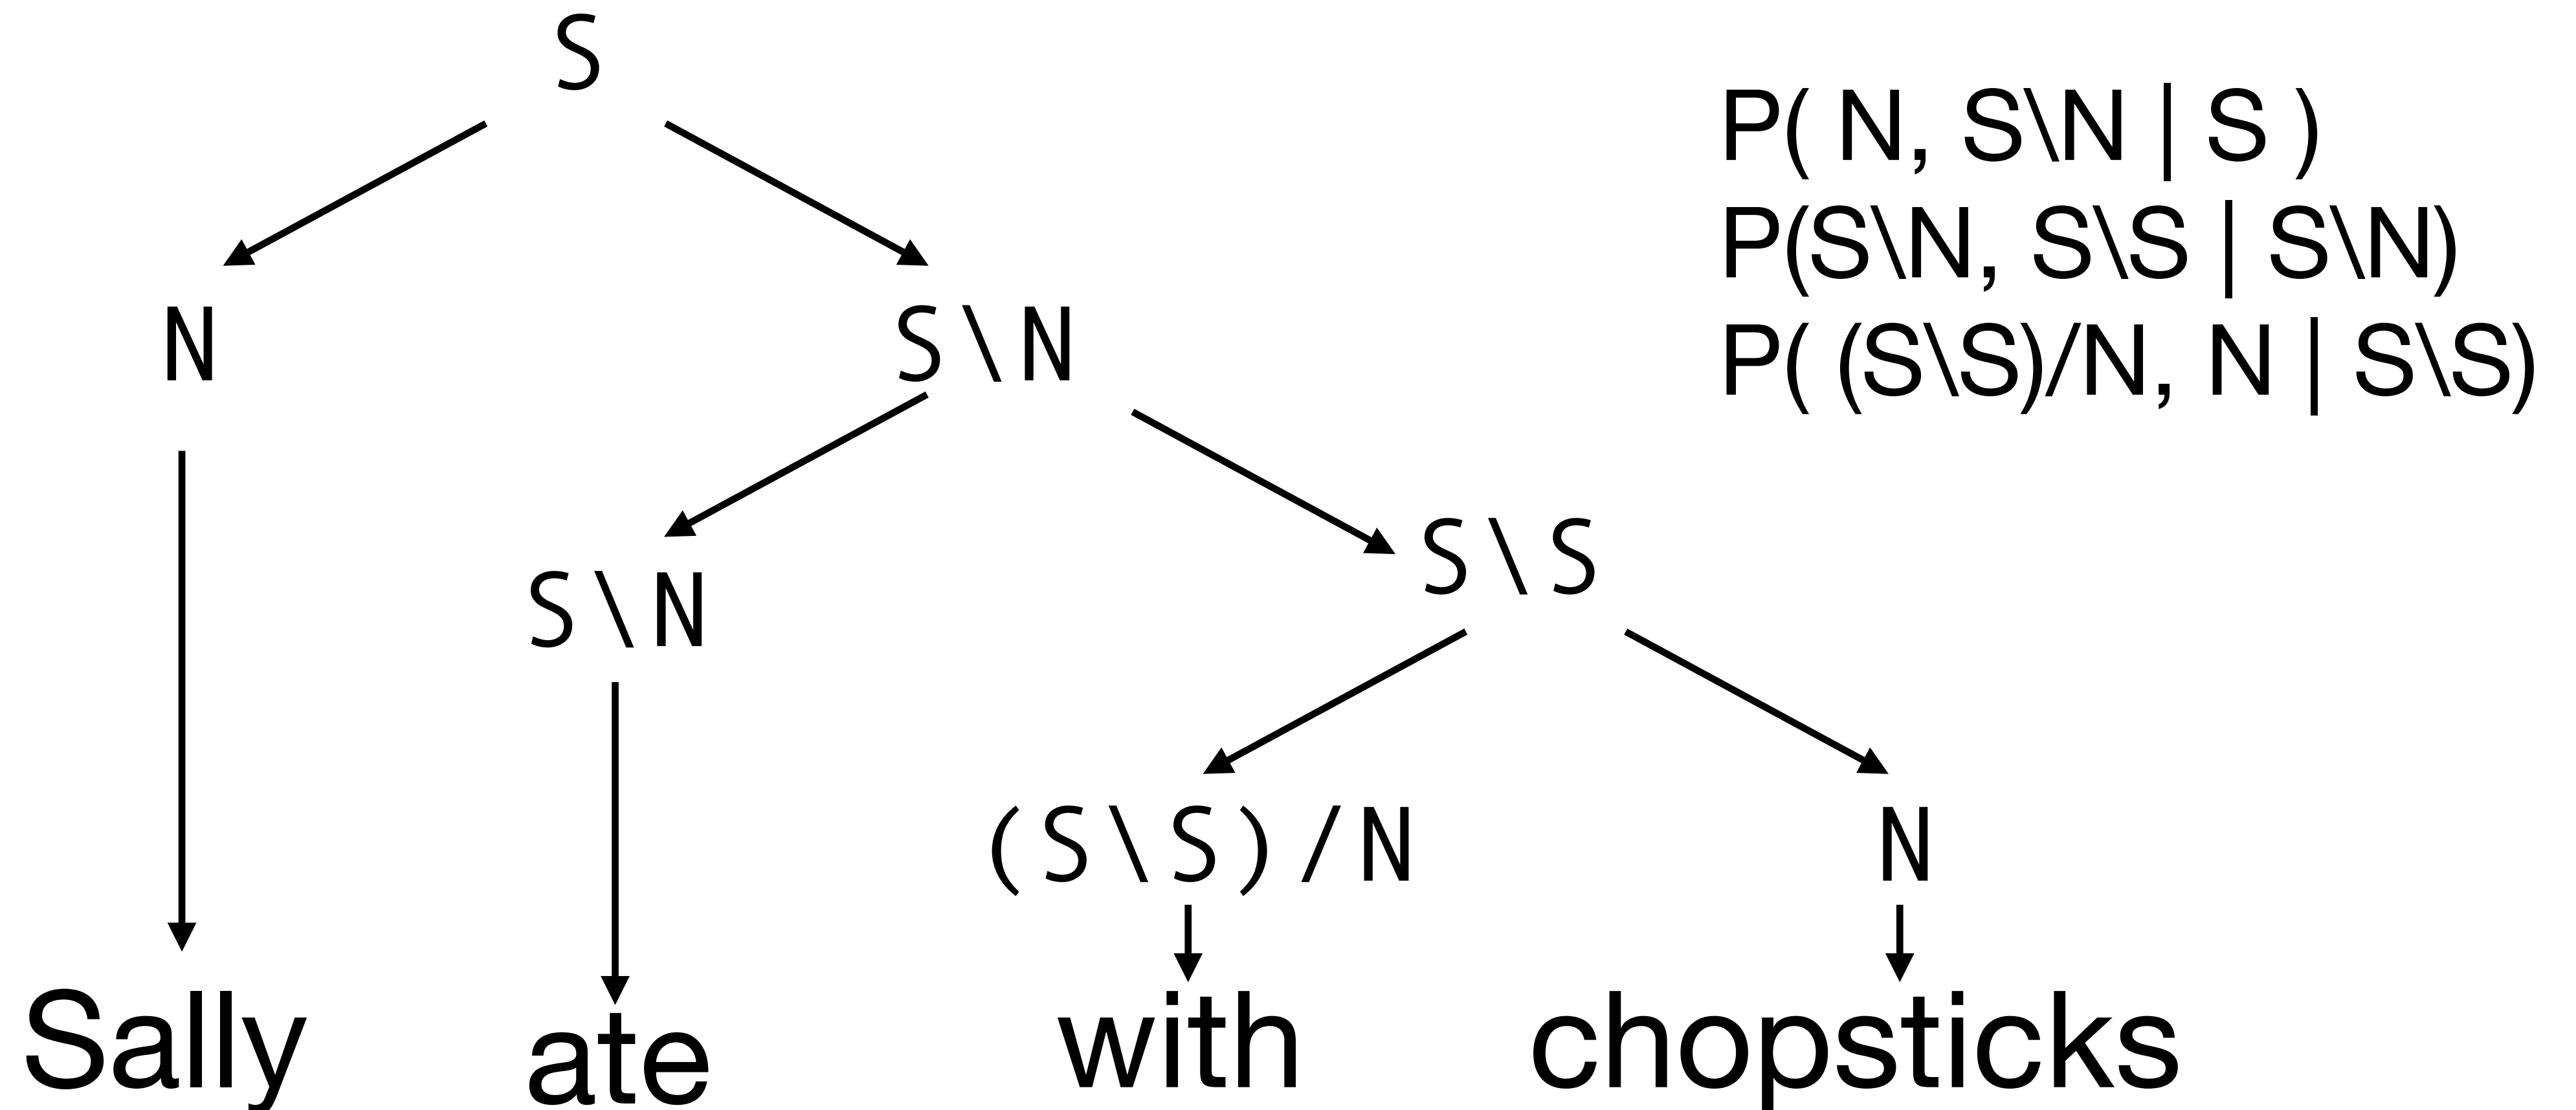 S
P( N, S\N | S )
P(S\N, S\S | S\N)
P( (S\S)/N, N | S\S)
N S\N
S\N S\S
(S\S)/N N
Sally ate with chopsticks